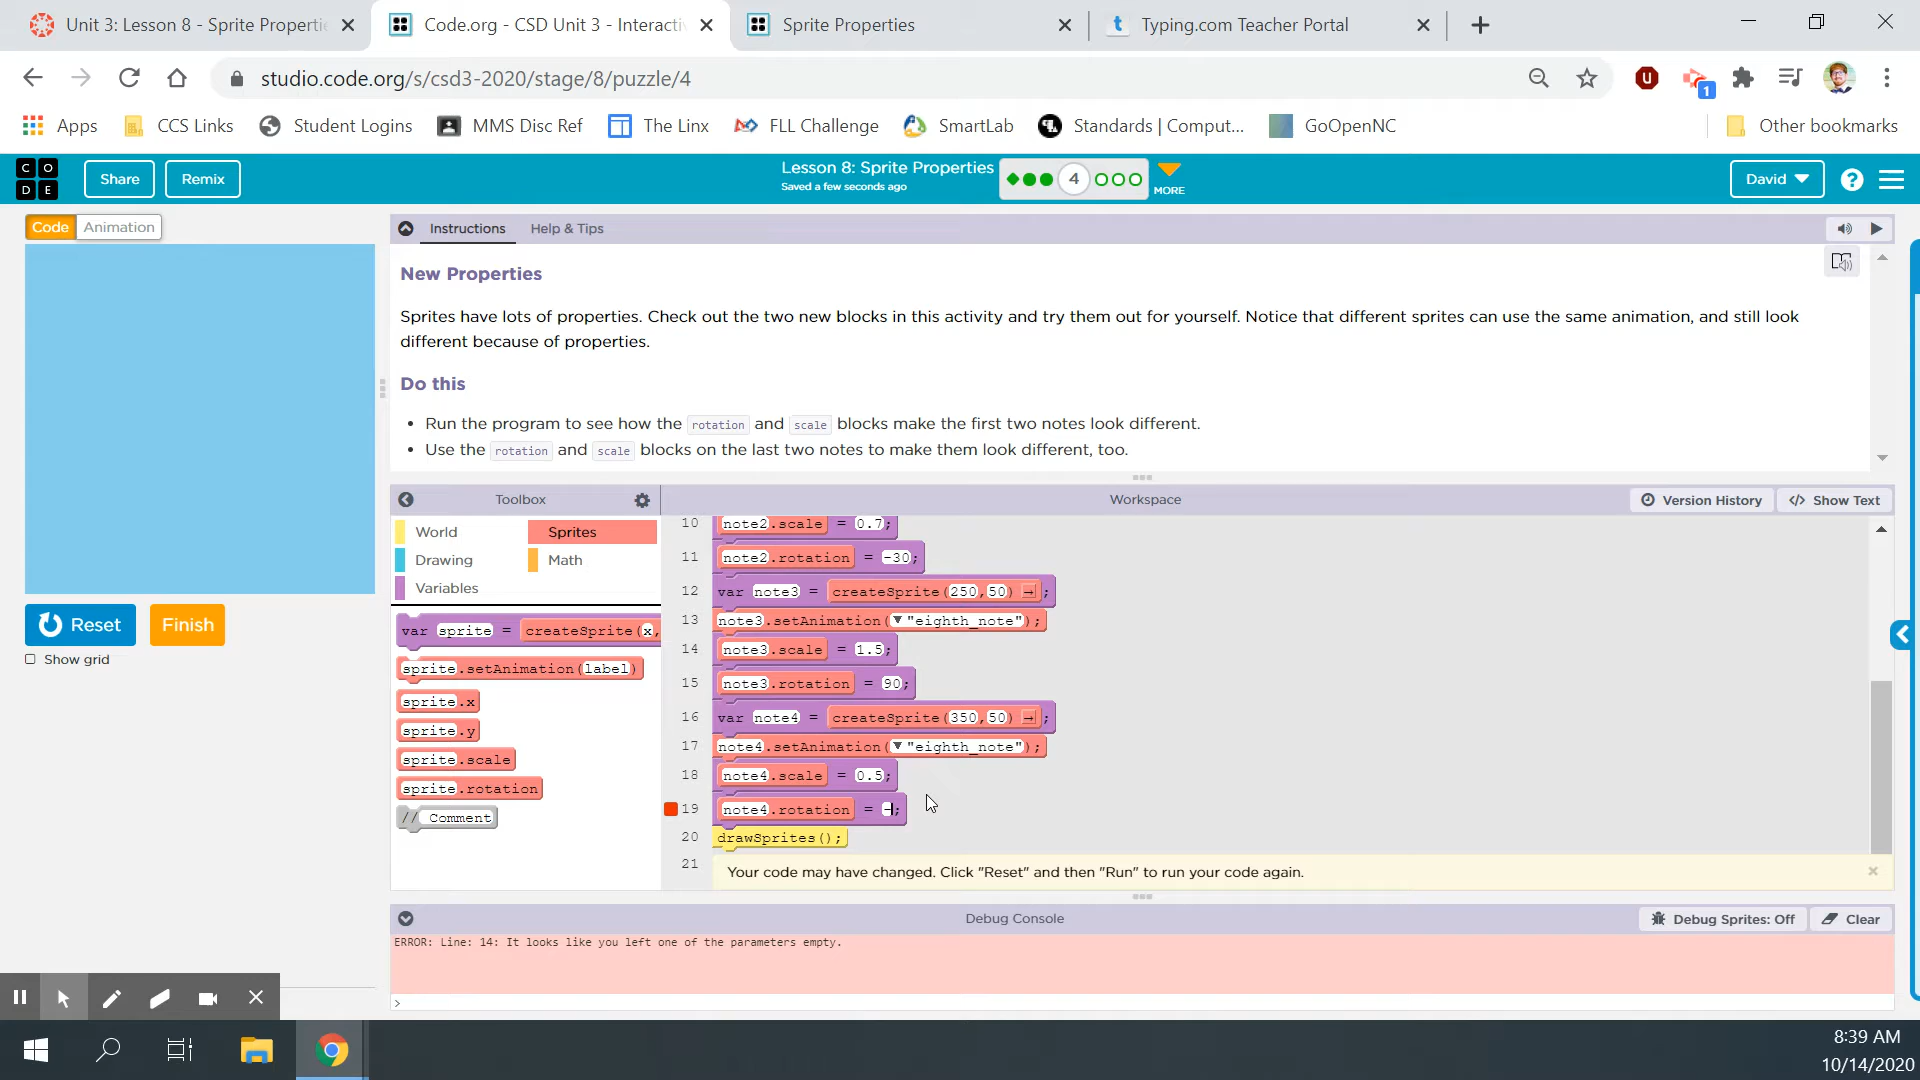 Unit 3: Lesson 8 - Sprite Properti
Code.org - CSD Unit 3 - Interactiv
Sprite Properties
t Typing.com Teacher Portal
studio.code.org/s/csd3-2020/stage/8/puzzle/4
1
Apps
CCS Links
Student Logins
MMS Disc Ref
The Linx
FLL Challenge
SmartLab
Standards | Comput...
GoOpenNC
Other bookmarks
C O
D E
Share
Remix
Lesson 8: Sprite Properties
Saved a few seconds ago
4
MORE
David
?
Code
Animation
Instructions
Help & Tips
New Properties
Sprites have lots of properties. Check out the two new blocks in this activity and try them out for yourself. Notice that different sprites can use the same animation, and still look
different because of properties.
Do this
• Run the program to see how the rotation and scale blocks make the first two notes look different.
• Use the rotation and scale blocks on the last two notes to make them look different, too.
Reset
Finish
Show grid
Toolbox
Workspace
Version History
</> Show Text
World
Sprites
Drawing
Math
Variables
var sprite = createSprite(x,
sprite.setAnimation(label)
sprite.x
sprite.y
sprite.scale
sprite.rotation
// Comment
10 note2.scale = 0.7;
11 note2.rotation = -30;
12 var note3 = createSprite(250,50) → ;
13 note3.setAnimation(▼"eighth_note");
14 note3.scale = 1.5;
15 note3.rotation = 90;
16 var note4 = createSprite(350,50) → ;
17 note4.setAnimation(▼"eighth_note");
18 note4.scale = 0.5;
19 note4.rotation = -;
20 drawSprites();
21
Your code may have changed. Click "Reset" and then "Run" to run your code again.
×
Debug Console
Debug Sprites: Off
Clear
ERROR: Line: 14: It looks like you left one of the parameters empty.
>
8:39 AM
10/14/2020